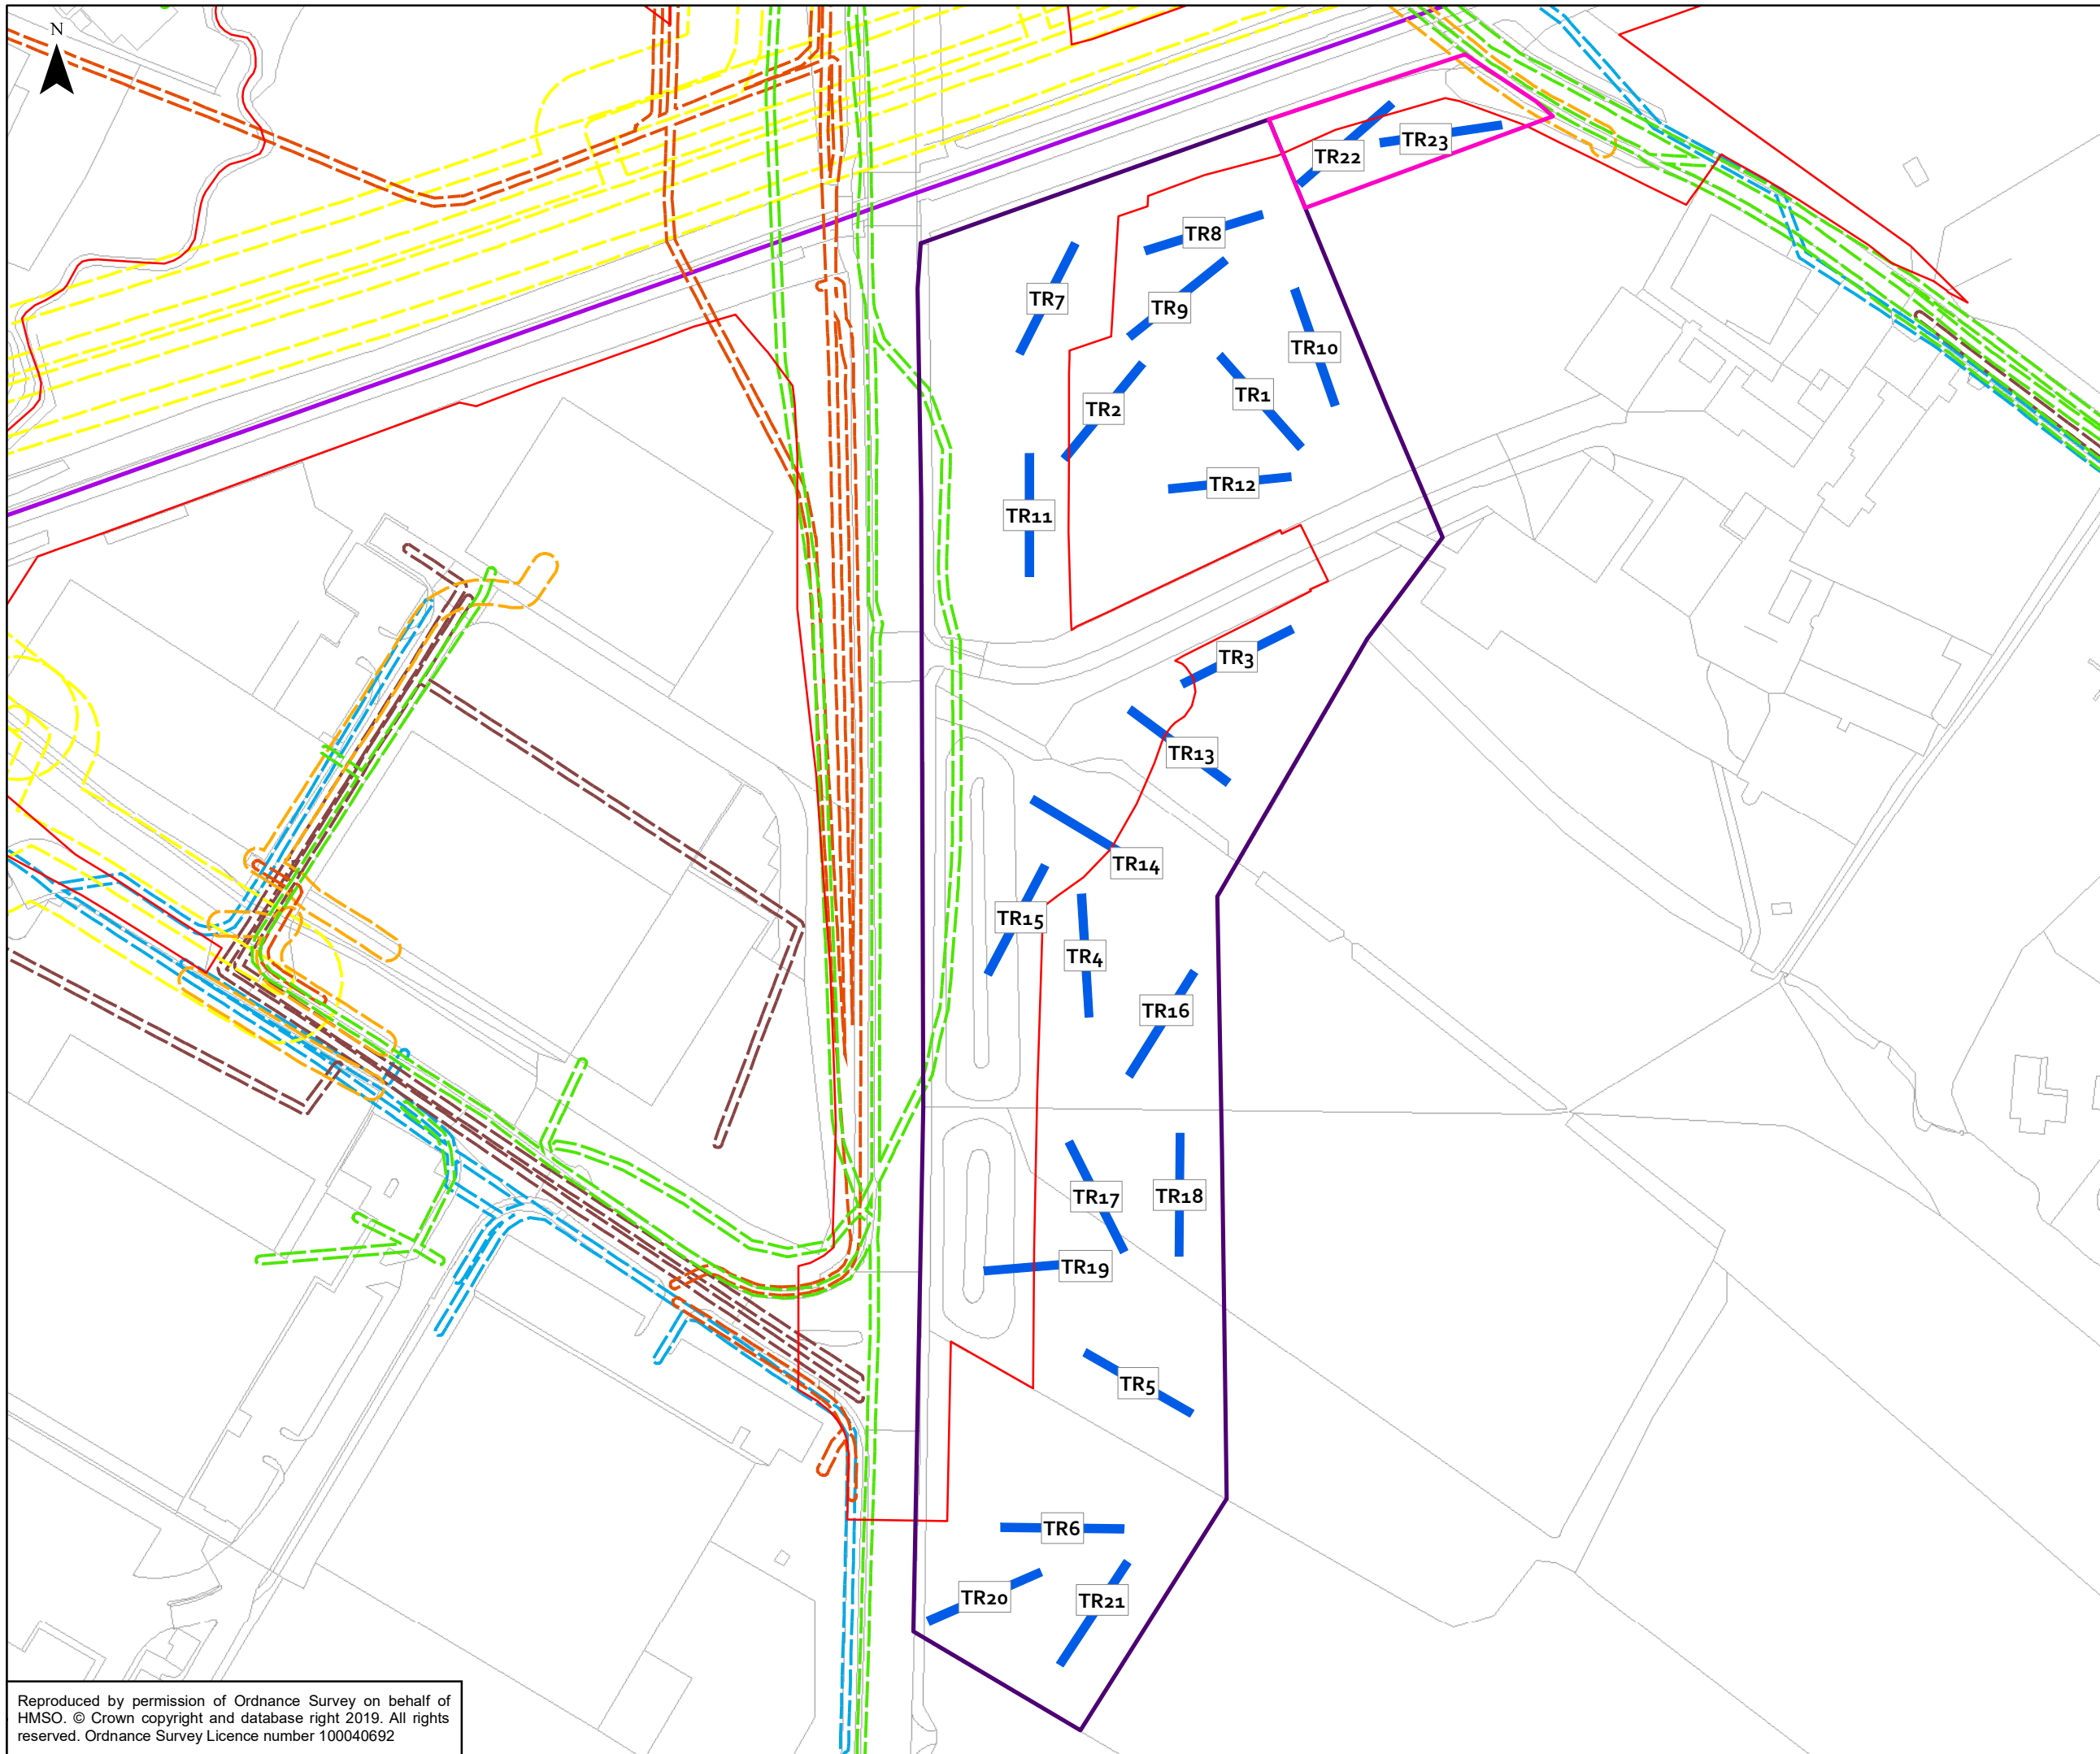 N
TR22
TR23
TR8
TR7
TR9
TR10
TR1
TR2
TR12
TR11
TR3
TR13
TR14
TR15
TR4
TR16
TR17
TR18
TR19
TR5
TR6
TR20
TR21
Reproduced by permission of Ordnance Survey on behalf of
HMSO. © Crown copyright and database right 2019. All rights
reserved. Ordnance Survey Licence number 100040692